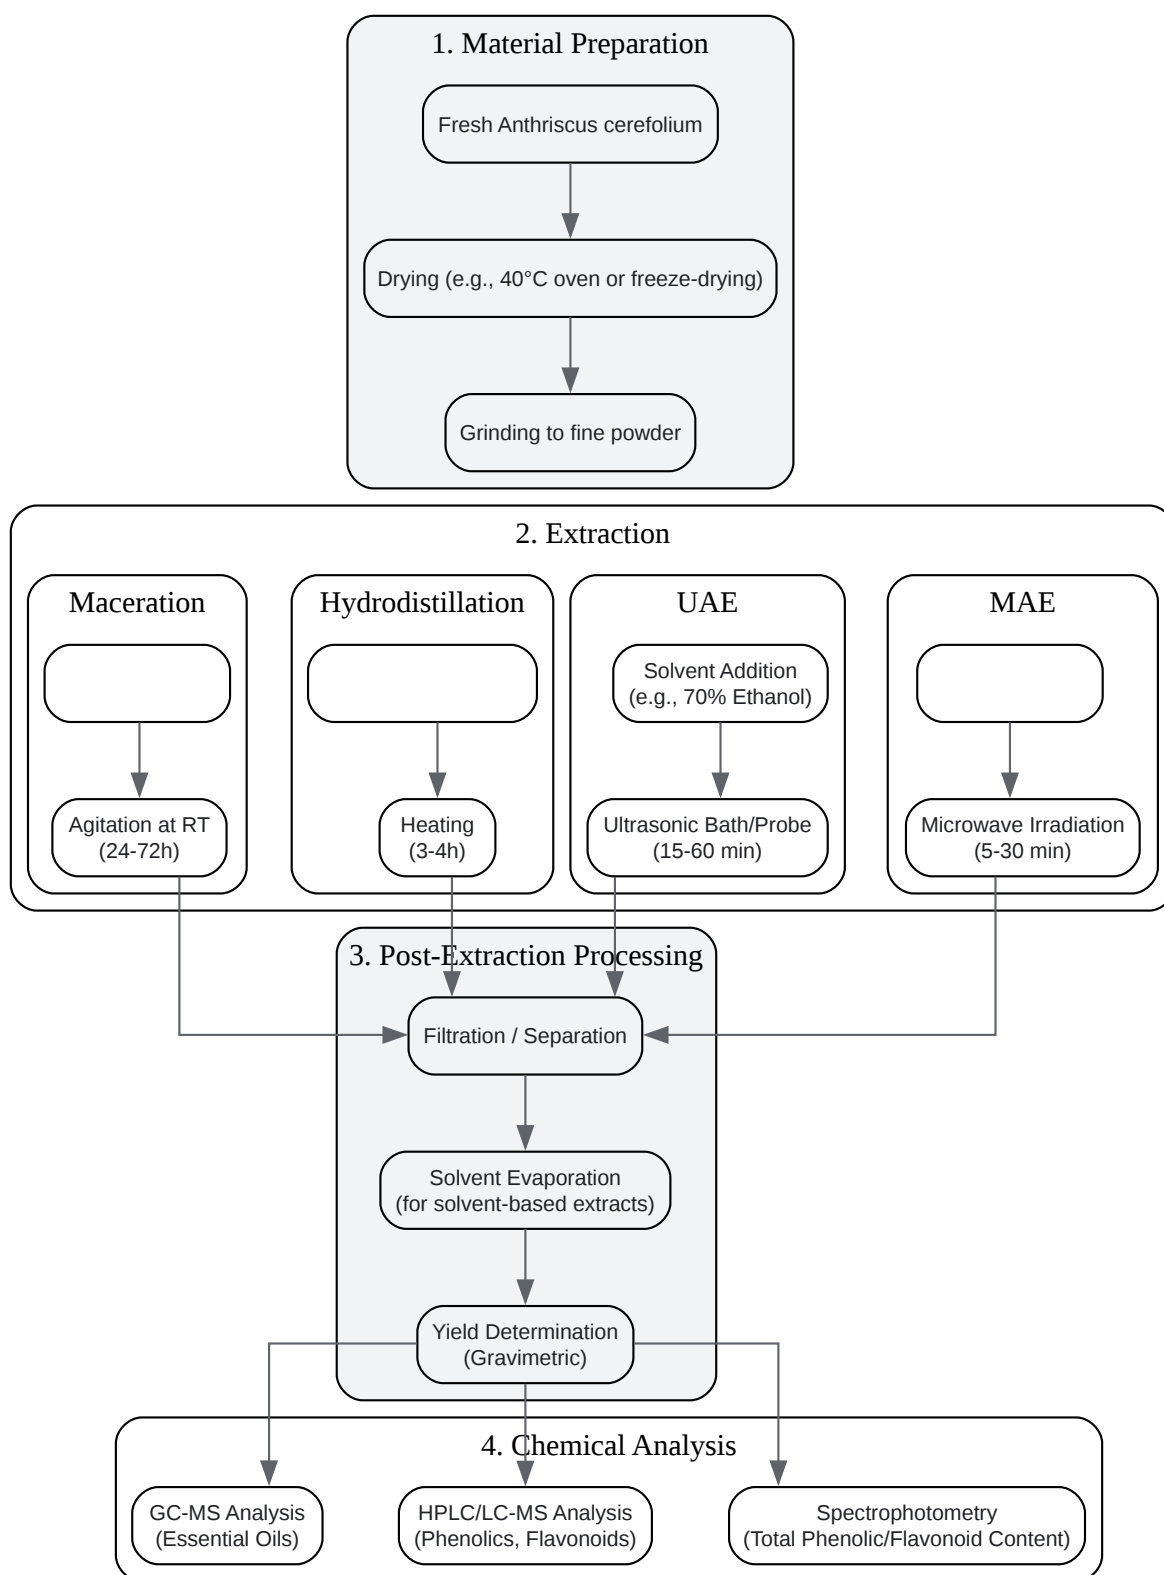 1. Material Preparation
Fresh Anthriscus cerefolium
Drying (e.g., 40°C oven or freeze-drying)
Grinding to fine powder
2. Extraction
Maceration
Hydrodistillation
UAE
MAE
Solvent Addition
(e.g., 70% Ethanol)
Agitation at RT
(24-72h)
Heating
(3-4h)
Ultrasonic Bath/Probe
(15-60 min)
Microwave Irradiation
(5-30 min)
3. Post-Extraction Processing
Filtration / Separation
Solvent Evaporation
(for solvent-based extracts)
Yield Determination
(Gravimetric)
4. Chemical Analysis
GC-MS Analysis
(Essential Oils)
HPLC/LC-MS Analysis
(Phenolics, Flavonoids)
Spectrophotometry
(Total Phenolic/Flavonoid Content)